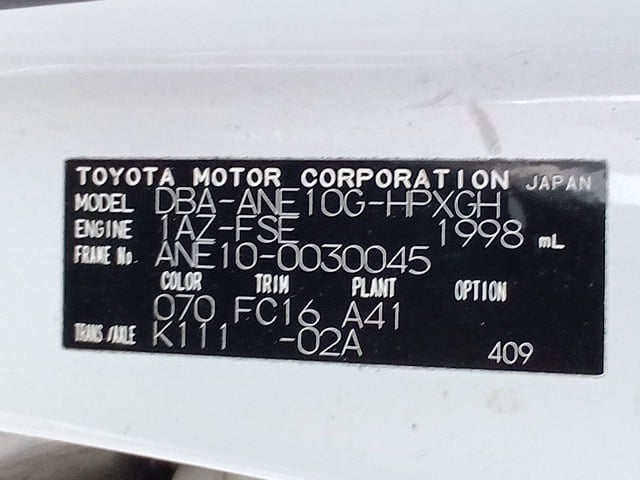 TOYOTA MOTOR CORPORATION JAPAN
MODEL DBA-ANE10G-HPXGH
ENGINE 1AZ-FSE 1998 mL
FRAME No. ANE10-0030045
COLOR TRIM PLANT OPTION
070 FC16 A41
TRANS/AXLE K111 -02A 409